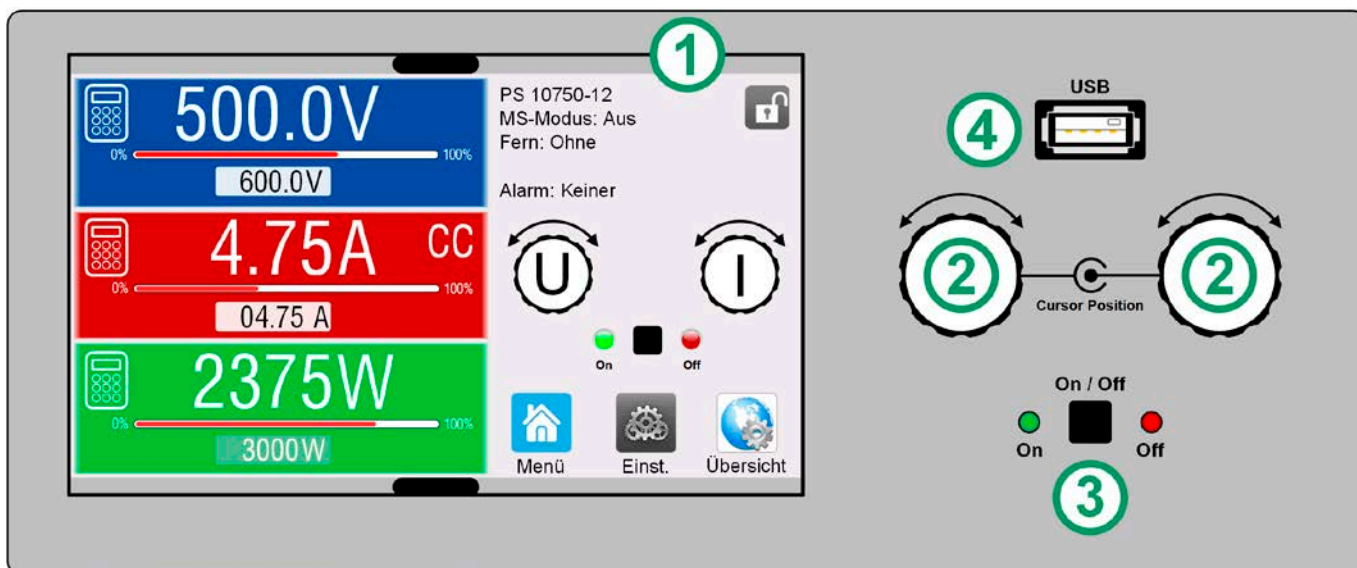 1
500.0V
0% 100%
600.0V
4.75A CC
0% 100%
04.75 A
2375W
0% 100%
3000W
PS 10750-12
MS-Modus: Aus
Fern: Ohne
Alarm: Keiner
U I
On Off
Menü Einst. Übersicht
USB
4
2 2
Cursor Position
On / Off
On Off
3